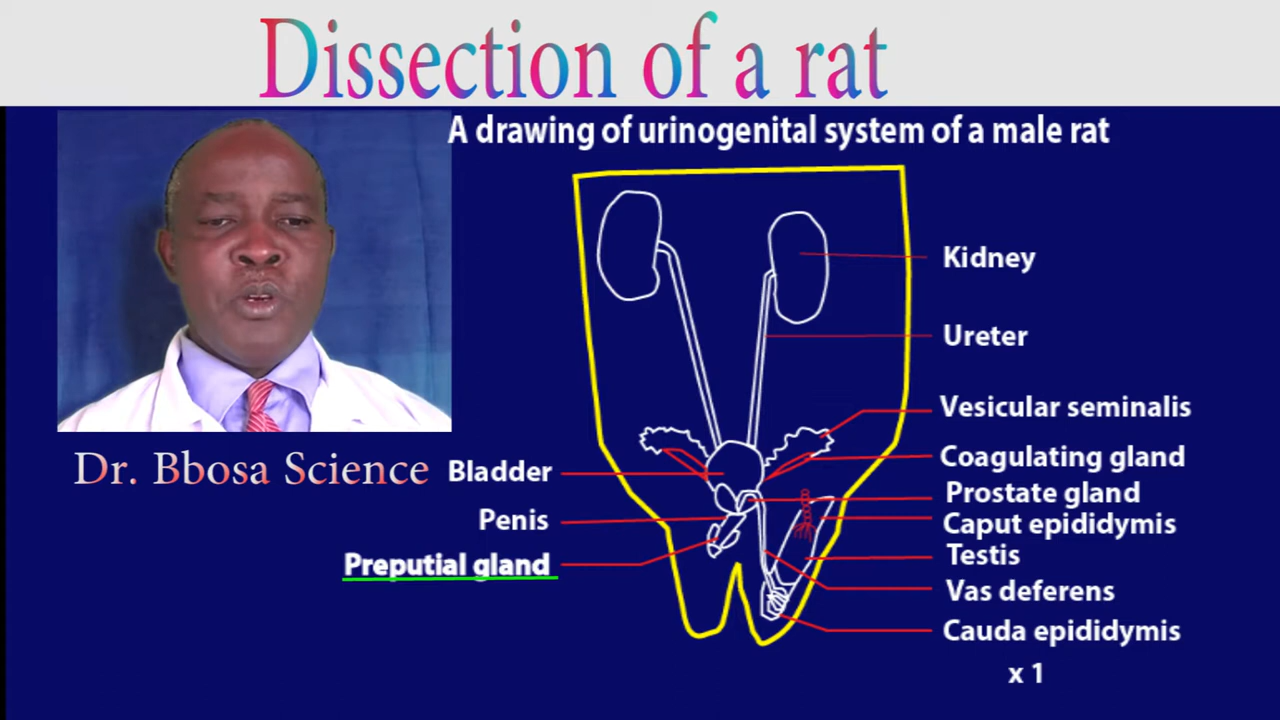 Dissection of a rat
A drawing of urinogenital system of a male rat
Kidney
Ureter
Vesicular seminalis
Coagulating gland
Prostate gland
Caput epididymis
Testis
Vas deferens
Cauda epididymis
x 1
Dr. Bbosa Science
Bladder
Penis
Preputial gland